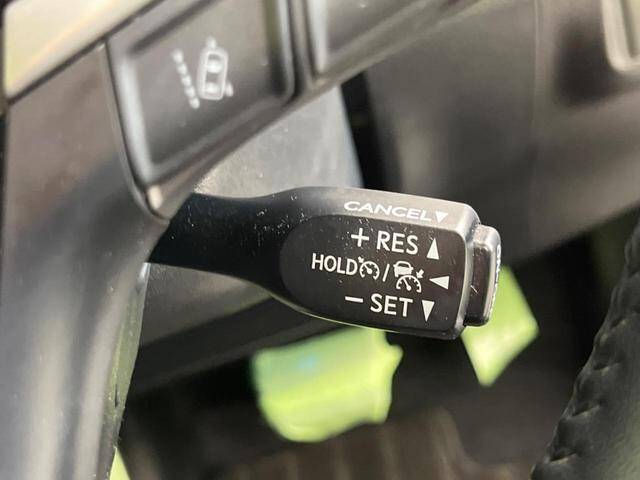 CANCEL▼
+ RES ▲
HOLD / ◀
− SET ▼